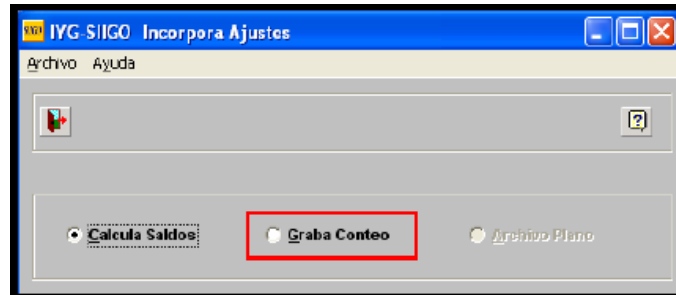 IYG-SIIGO Incorpora Ajustes
Archivo Ayuda
Calcula Saldos Graba Conteo Archivo Plano